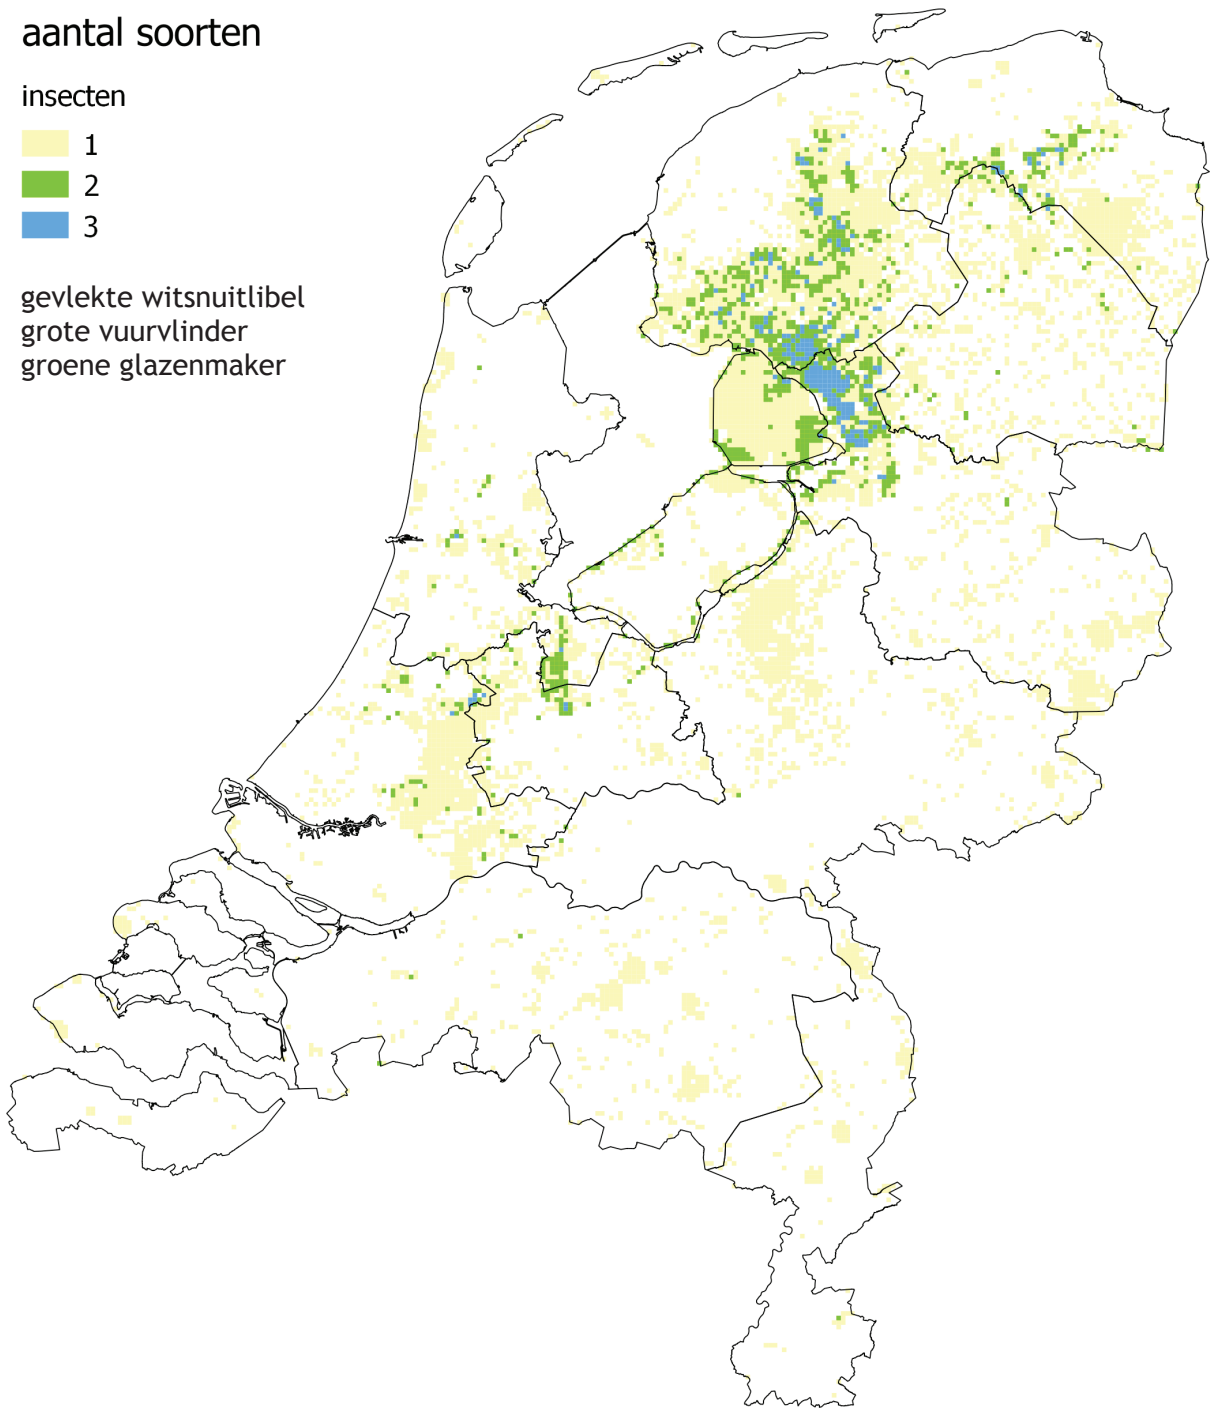 aantal soorten
insecten
1
2
3
gevlekte witsnuitlibel
grote vuurvlinder
groene glazenmaker